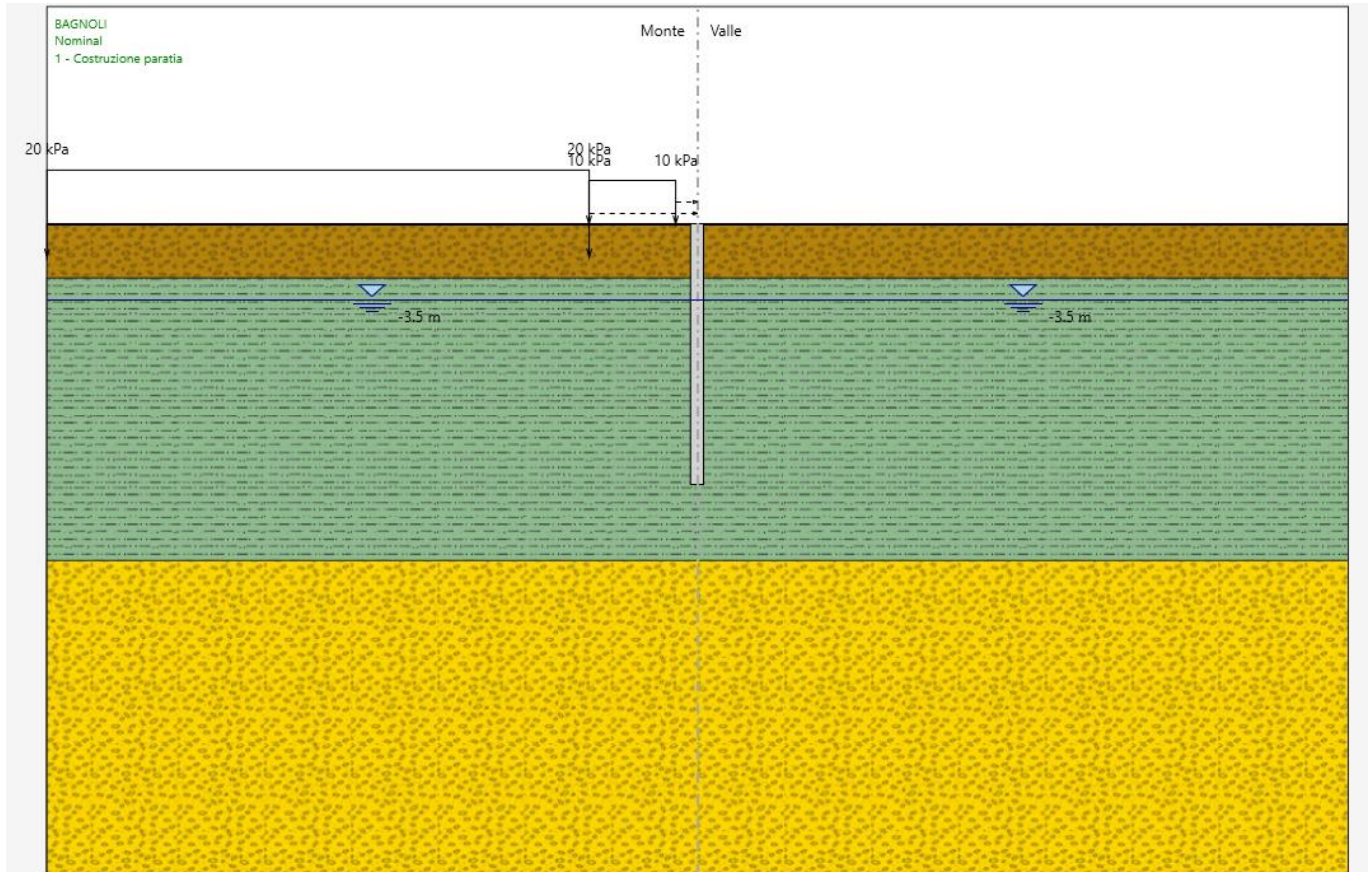 BAGNOLI
Nominal
1 - Costruzione paratia
Monte
Valle
20 kPa
20 kPa
10 kPa
10 kPa
-3.5 m
-3.5 m